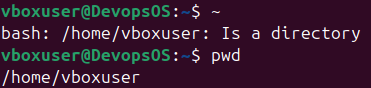 vboxuser@DevopsOS:~$ ~
bash: /home/vboxuser: Is a directory
vboxuser@DevopsOS:~$ pwd
/home/vboxuser